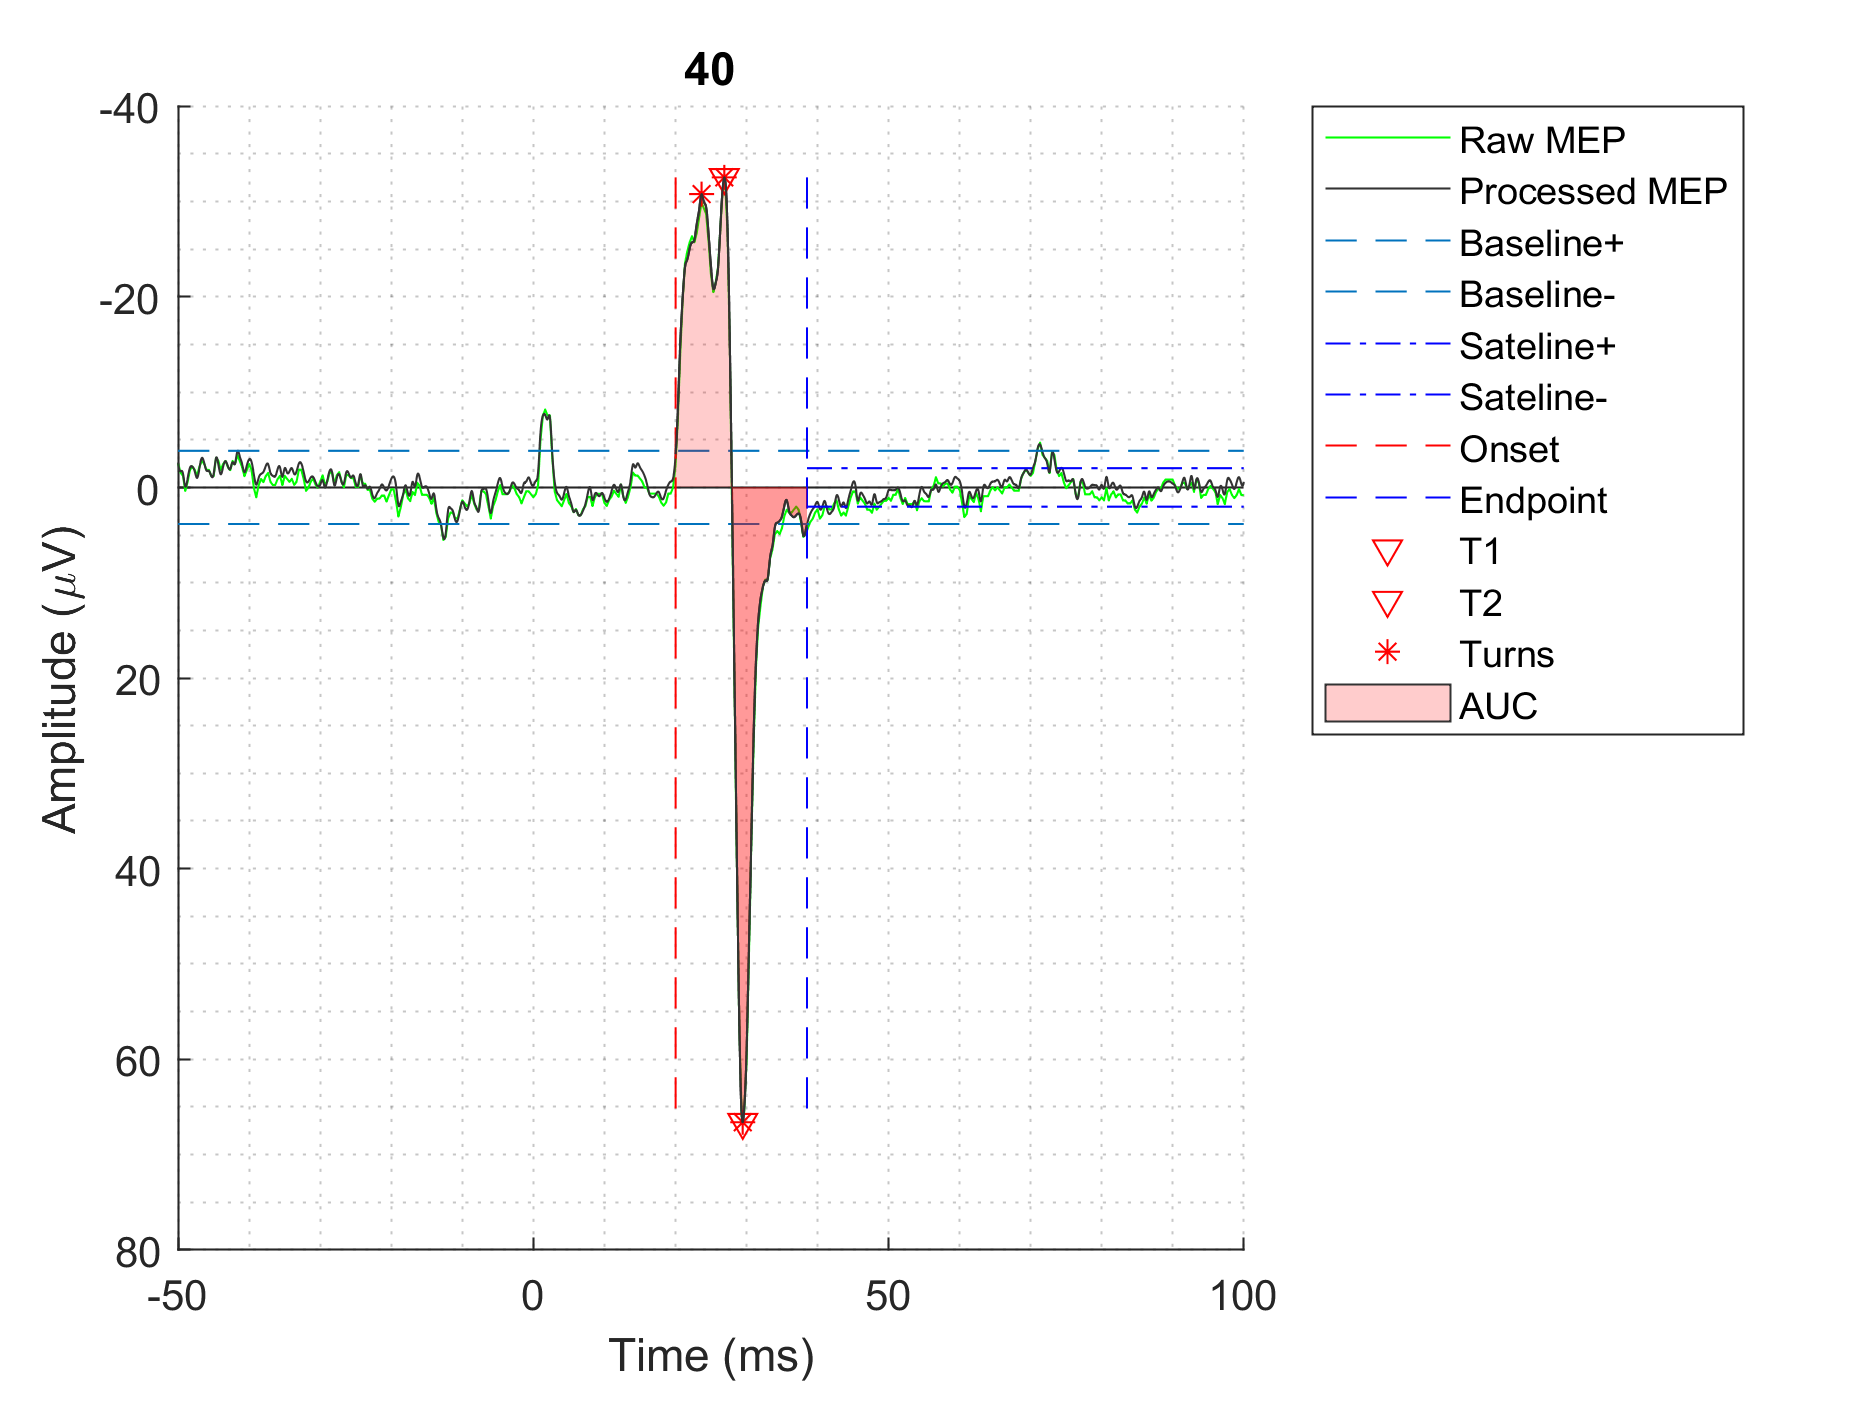 40
-40
-20
0
20
40
60
80
-50
0
50
100
Amplitude (μV)
Time (ms)
Raw MEP
Processed MEP
Baseline+
Baseline-
Sateline+
Sateline-
Onset
Endpoint
T1
T2
Turns
AUC